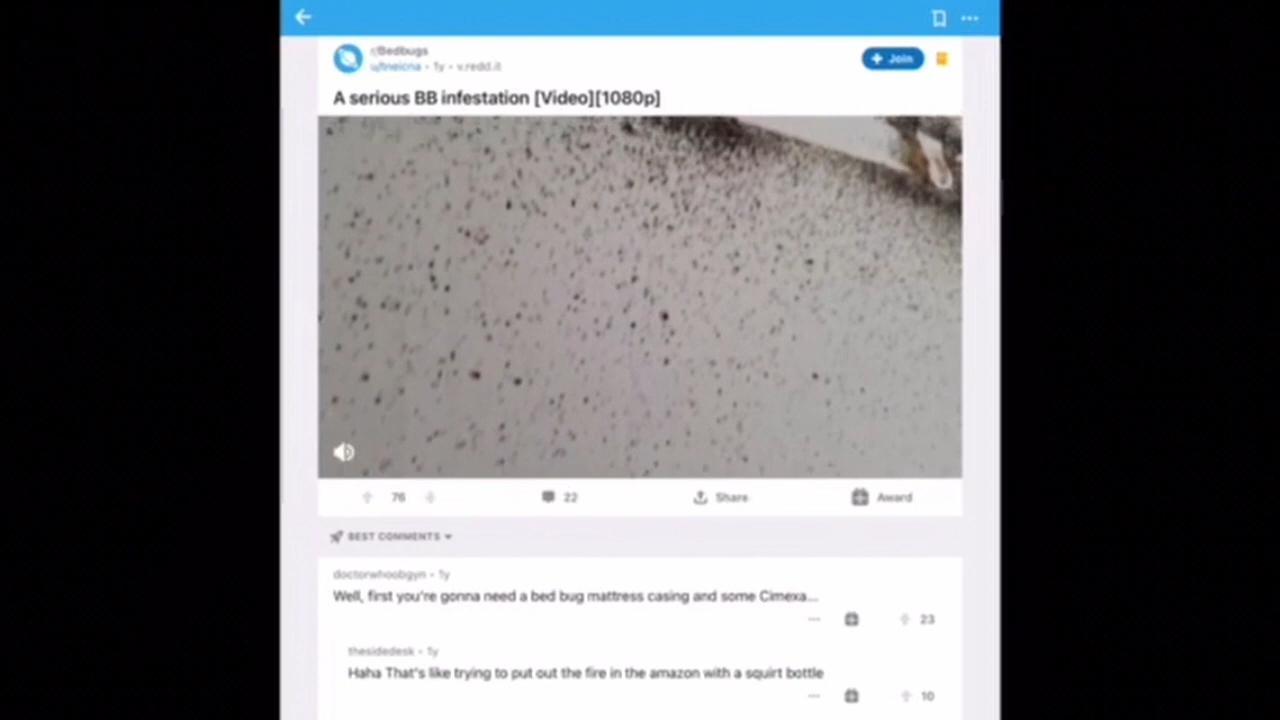 r/Bedbugs
u/tneicna • 1y • v.redd.it
Join
A serious BB infestation [Video][1080p]
76
22
Share
Award
BEST COMMENTS
doctorwhoobgyn • 1y
Well, first you're gonna need a bed bug mattress casing and some Cimexa...
23
thesidedesk • 1y
Haha That's like trying to put out the fire in the amazon with a squirt bottle
10